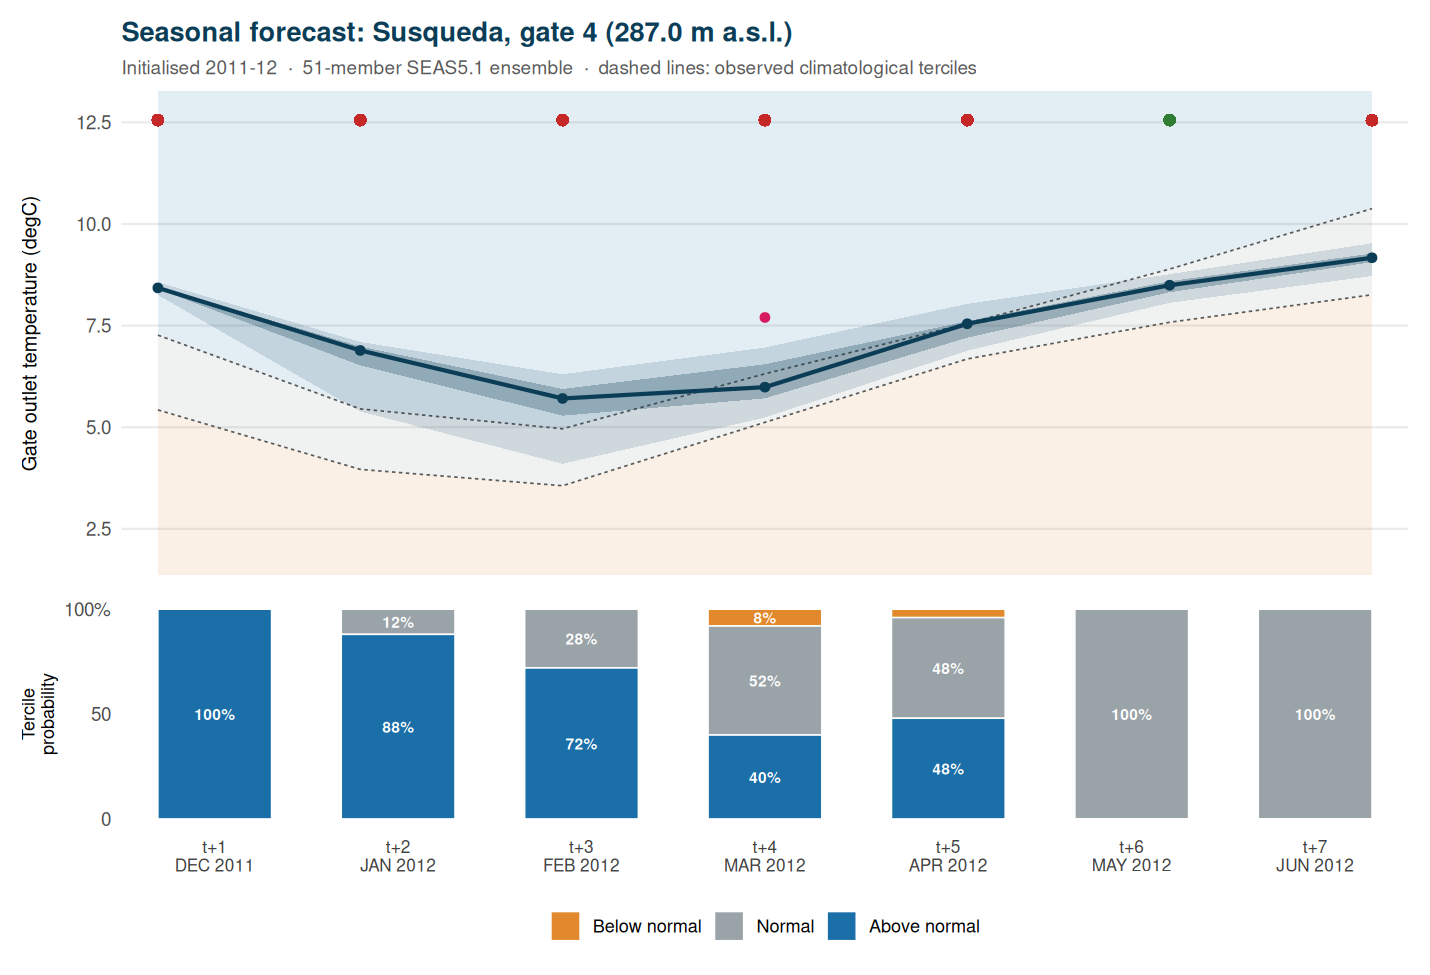 Seasonal forecast: Susqueda, gate 4 (287.0 m a.s.l.)
Initialised 2011-12 · 51-member SEAS5.1 ensemble · dashed lines: observed climatological terciles
Gate outlet temperature (degC)
12.5
10.0
7.5
5.0
2.5
Tercile
probability
100%
50
0
100%
12%
88%
28%
72%
8%
52%
40%
48%
48%
100%
100%
t+1
DEC 2011
t+2
JAN 2012
t+3
FEB 2012
t+4
MAR 2012
t+5
APR 2012
t+6
MAY 2012
t+7
JUN 2012
Below normal
Normal
Above normal